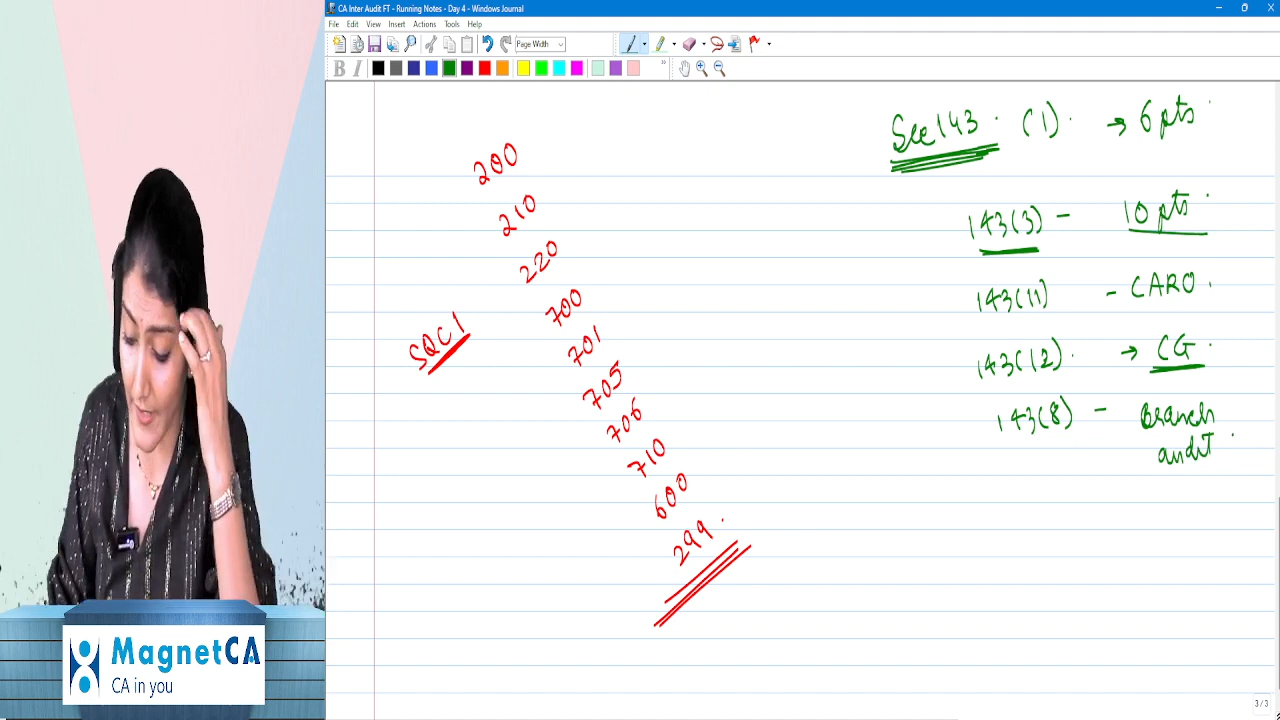 CA Inter Audit FT - Running Notes - Day 4 - Windows Journal
File Edit View Insert Actions Tools Help
Page Width
B I
200
210
220
700
701
705
706
710
600
299.
SQC 1
Sec 143. (1). → 6 pts.
143(3) - 10 pts.
143(11) - CARO.
143(12). → CG.
143(8) - Branch
audit.
MagnetCA
CA in you
3/3